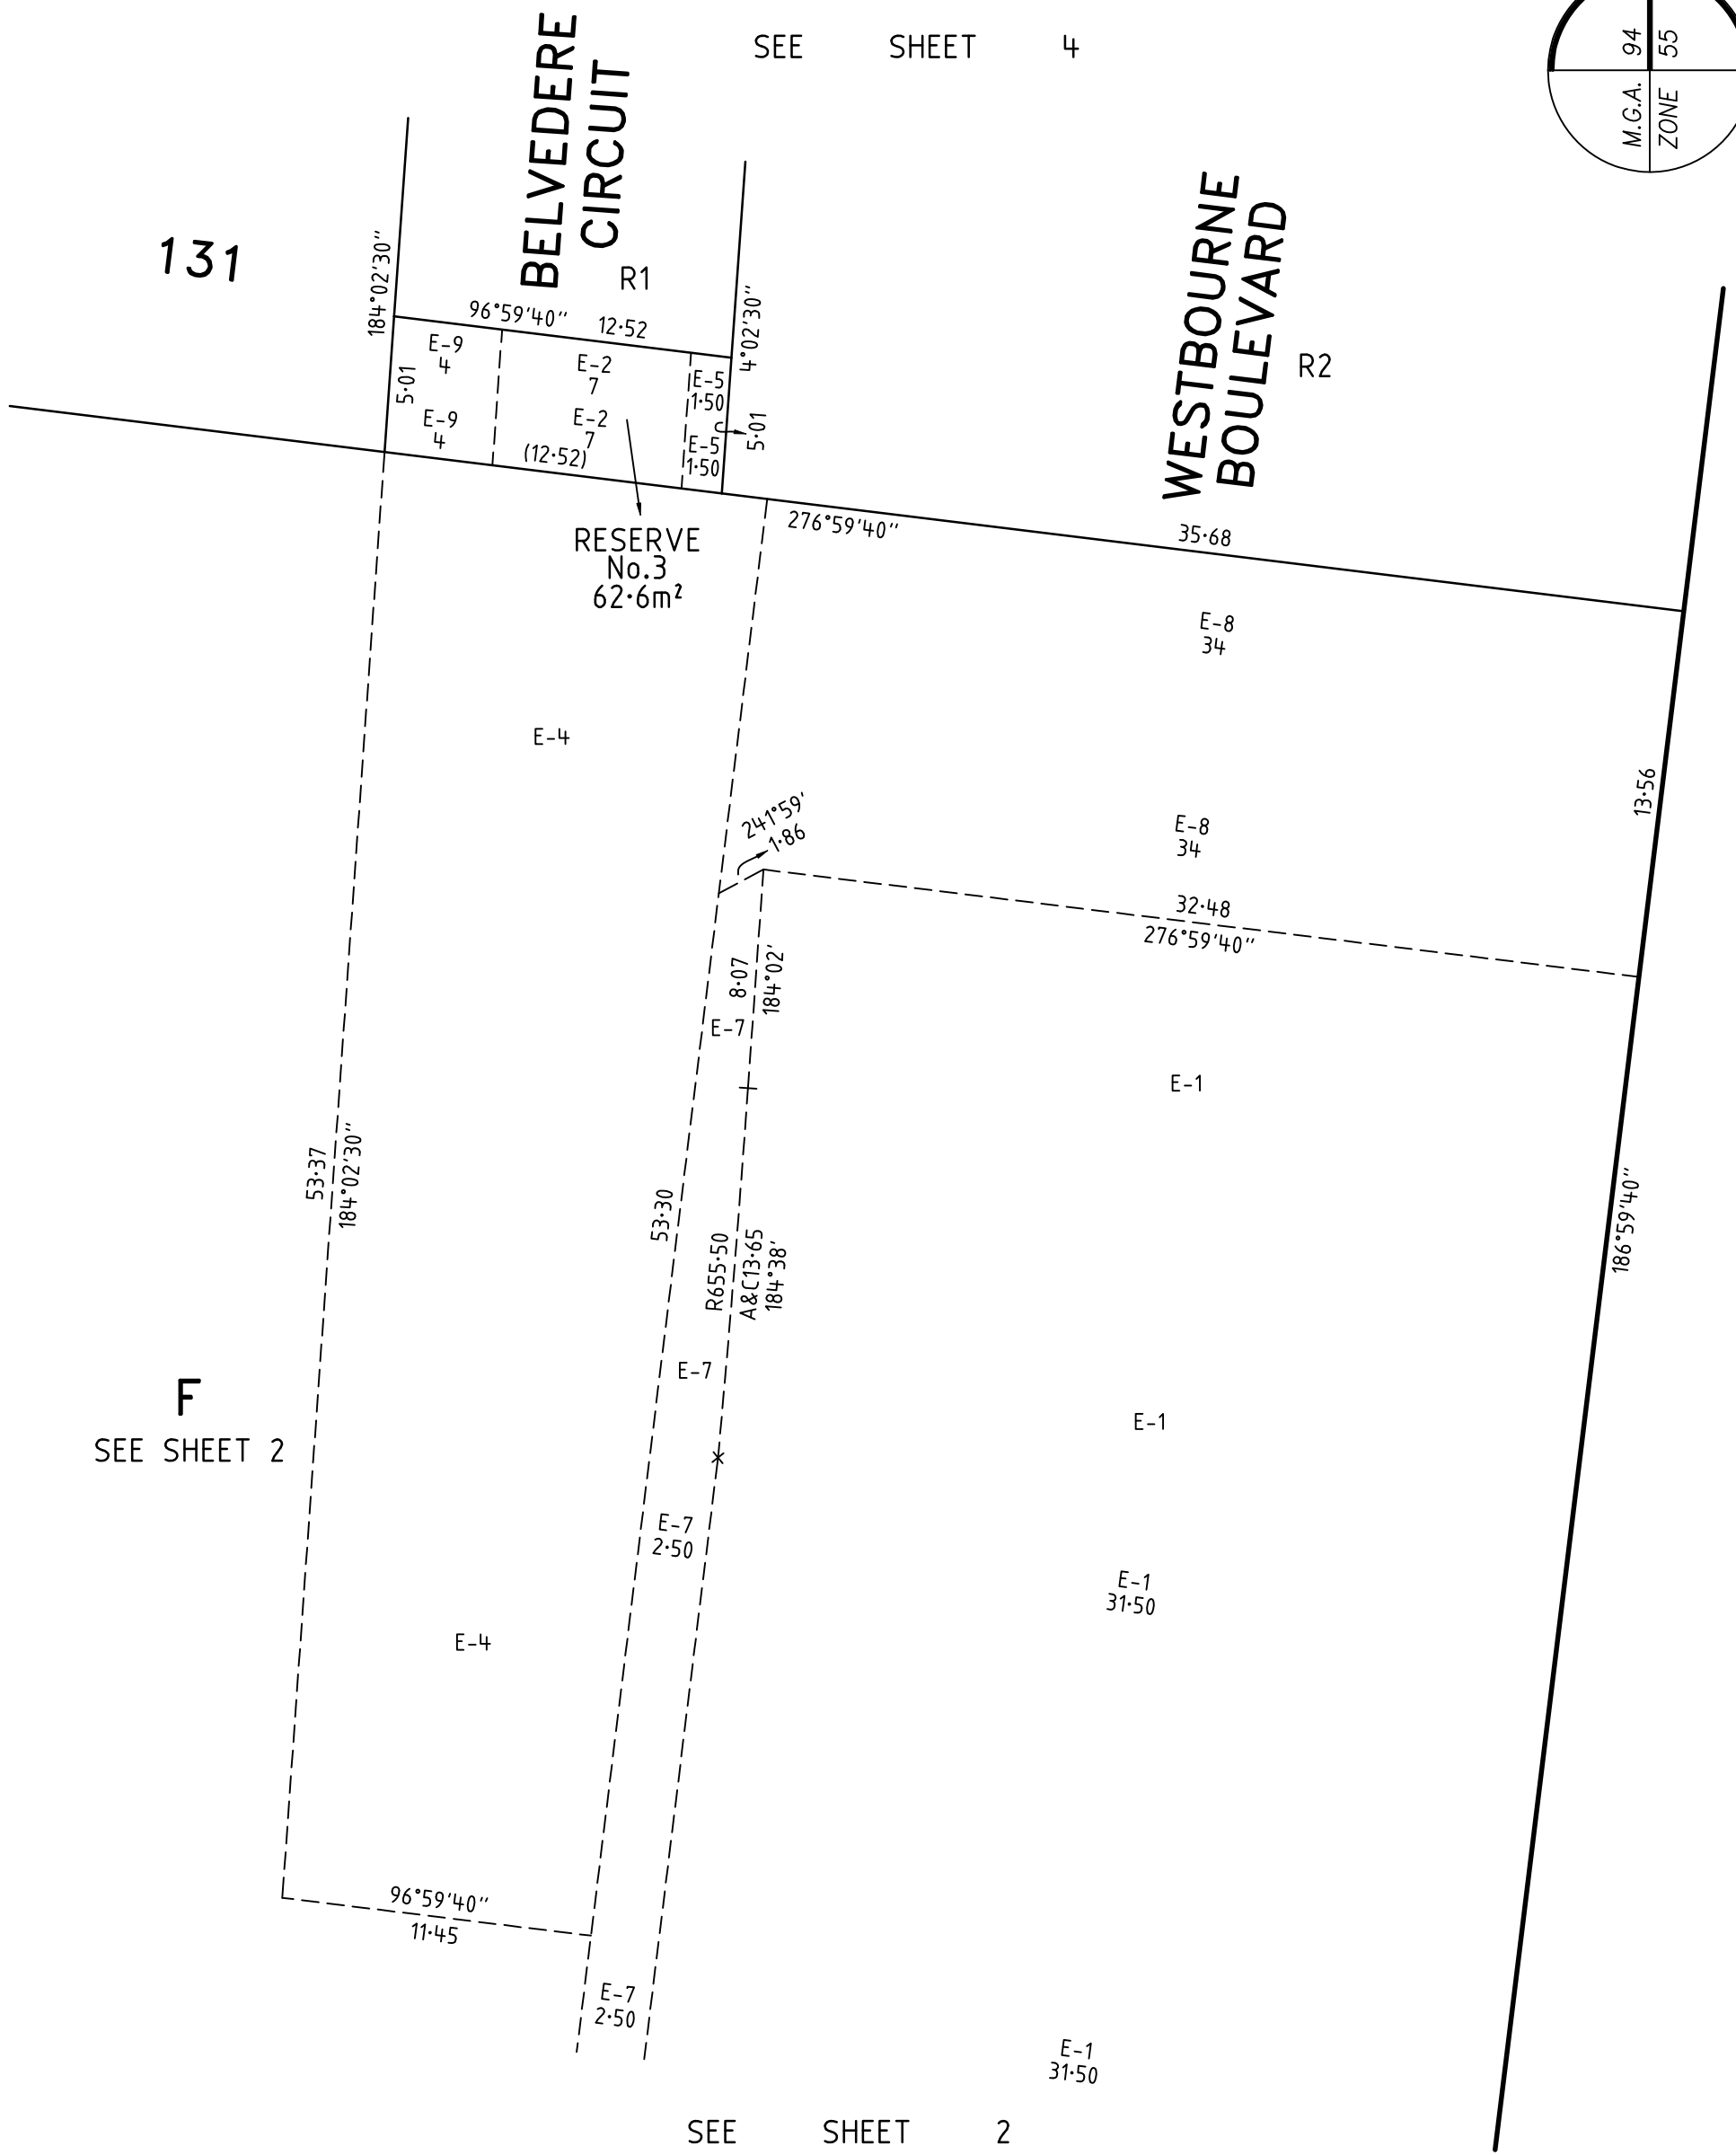 SEE SHEET 4
M.G.A. 94
ZONE 55
BELVEDERE
CIRCUIT
R1
131
184°02'30"
96°59'40" 12·52
4°02'30"
WESTBOURNE
BOULEVARD
R2
E-9
4
E-2
7
E-5
1·50
5·01
E-9
4
E-2
7
(12·52)
E-5
1·50
5·01
RESERVE
No.3
62·6m²
276°59'40"
35·68
E-8
34
E-4
13·56
241°59'
1·86
E-8
34
32·48
276°59'40"
8·07
184°02'
E-7
E-1
53·37
184°02'30"
53·30
R655·50
A&C13·65
184°38'
186°59'40"
E-7
F
SEE SHEET 2
E-1
E-7
2·50
E-1
31·50
E-4
96°59'40"
11·45
E-7
2·50
E-1
31·50
SEE SHEET 2